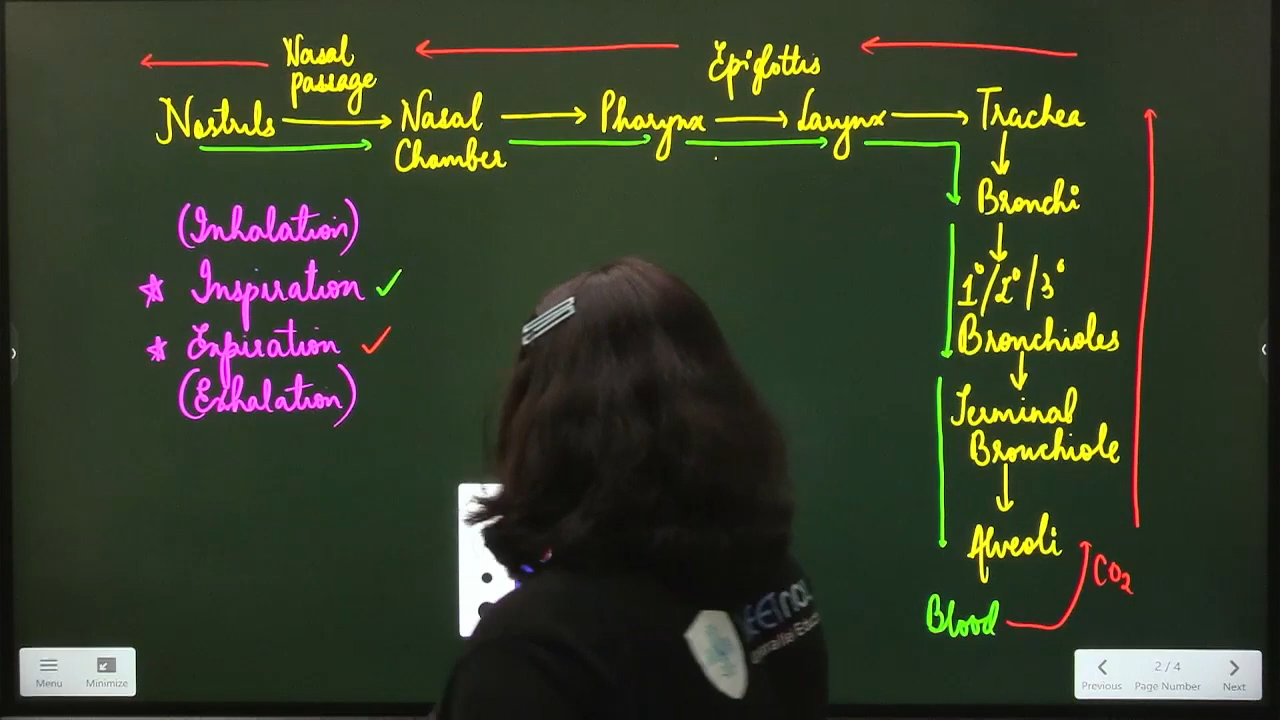 Nasal passage
Epiglottis
Nostrils → Nasal Chamber → Pharynx → Larynx → Trachea
Bronchi
1°/2°/3°
Bronchioles
Terminal
Bronchiole
Alveoli
CO₂
Blood
(Inhalation)
☆ Inspiration ✓
☆ Expiration ✓
(Exhalation)
Menu
Minimize
2 / 4
Previous
Page Number
Next